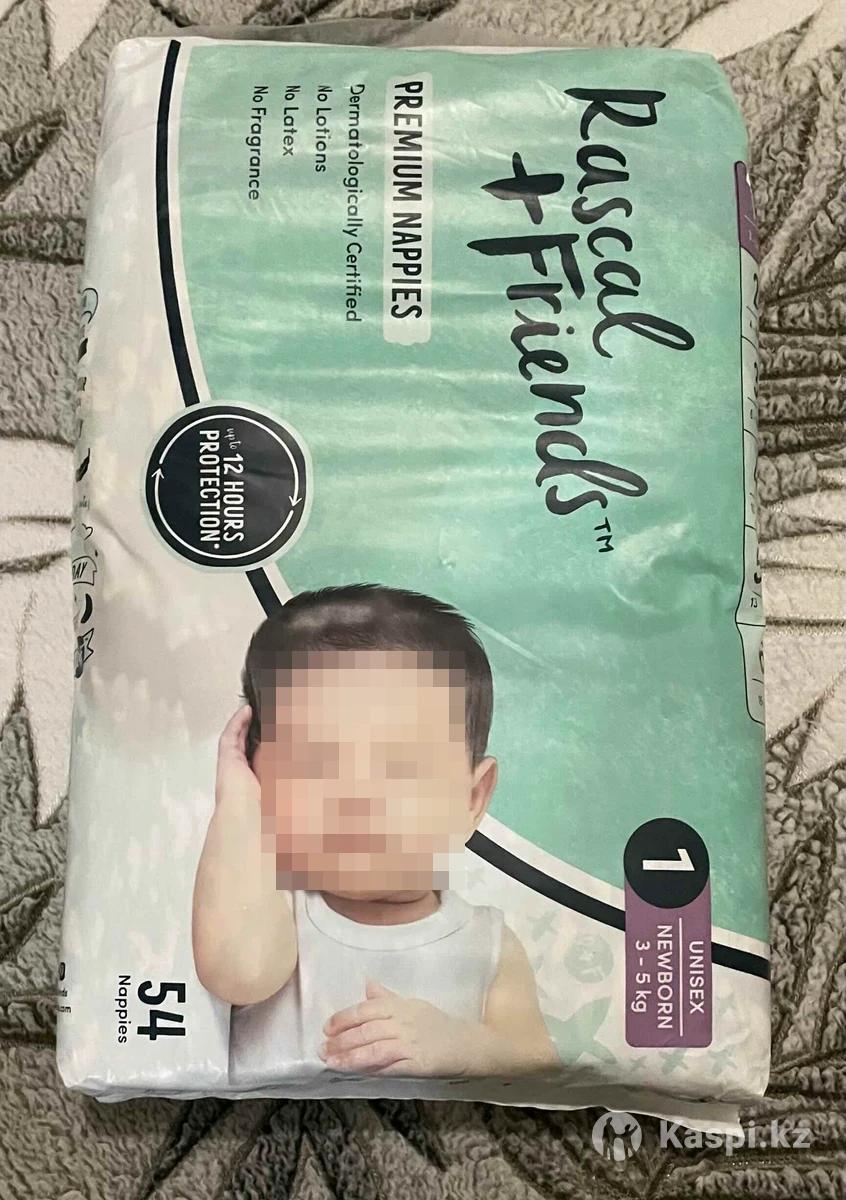 Rascal
+Friends™
PREMIUM NAPPIES
Dermatologically Certified
No Lotions
No Latex
No Fragrance
up to 12 HOURS
PROTECTION*
1
UNISEX
NEWBORN
3 - 5 kg
54
Nappies
Kaspi.kz